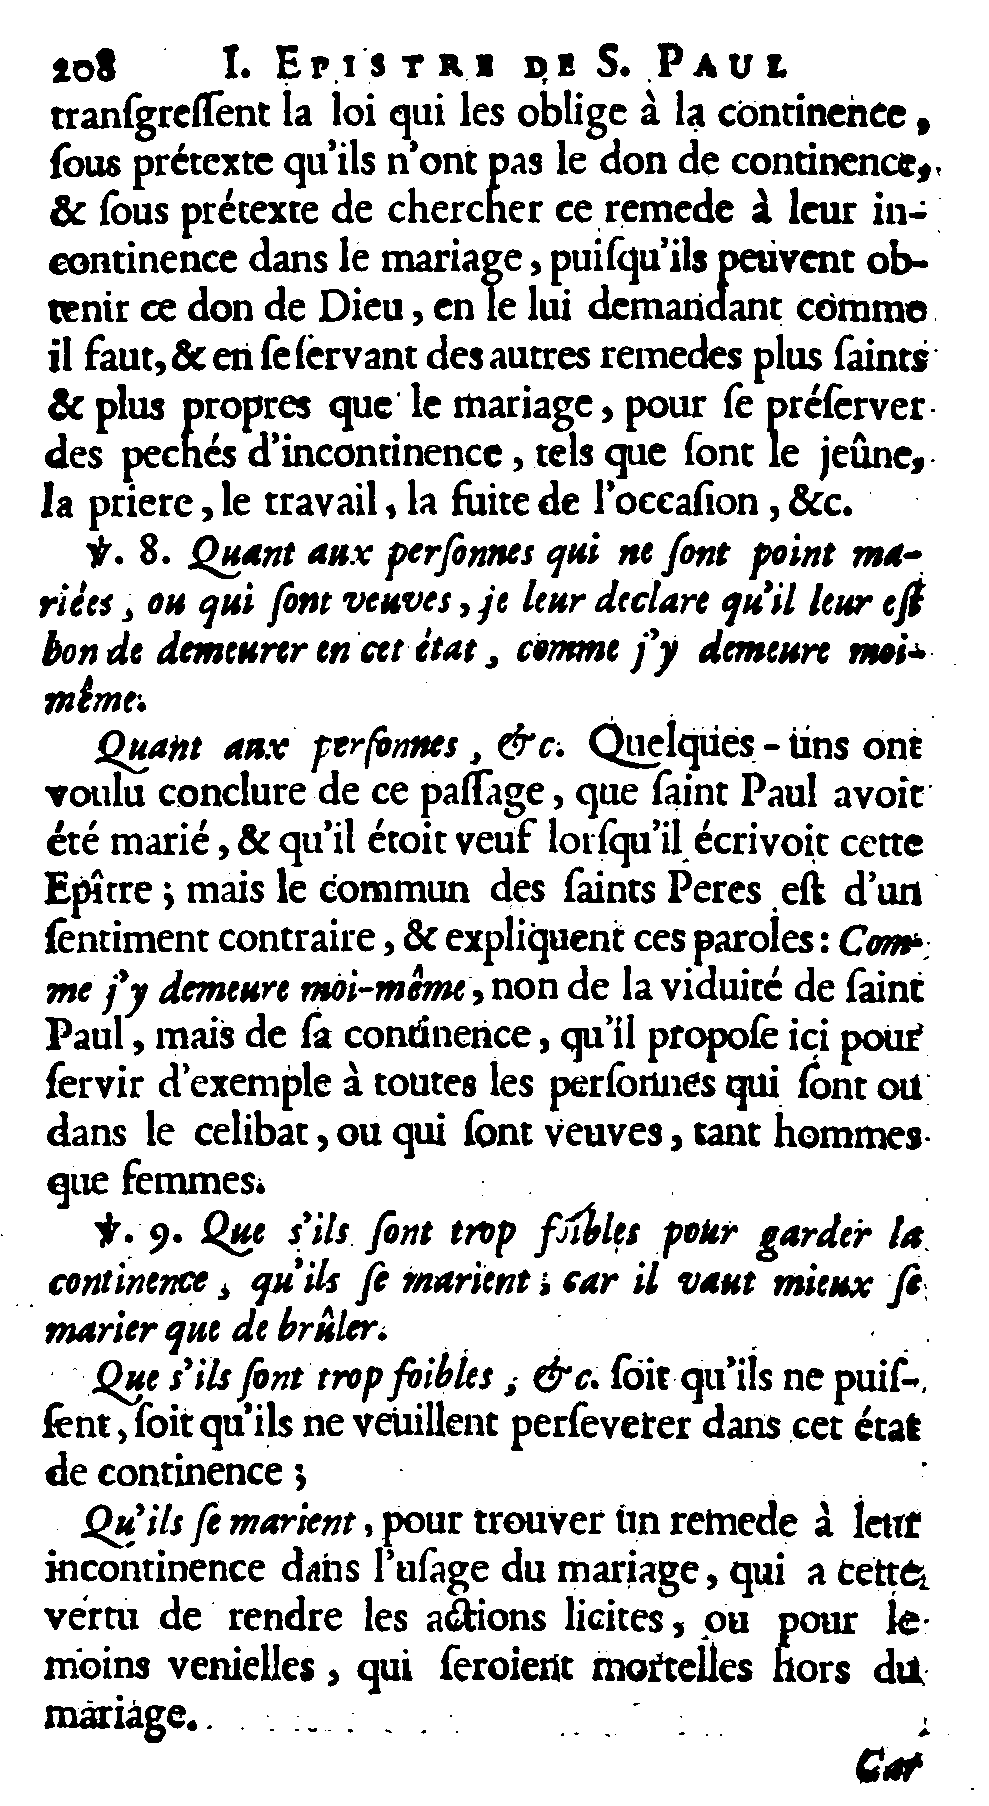 208 I. EPISTRE DE S. PAUL
tranſgreſſent la loi qui les oblige à la continence,
ſous prétexte qu'ils n'ont pas le don de continence,
& ſous prétexte de chercher ce remede à leur in-
continence dans le mariage, puiſqu'ils peuvent ob-
tenir ce don de Dieu, en le lui demandant comme
il faut, & en ſe ſervant des autres remedes plus ſaints
& plus propres que le mariage, pour ſe préſerver
des pechés d'incontinence, tels que ſont le jeûne,
la priere, le travail, la fuite de l'occaſion, &c.
℣. 8. Quant aux perſonnes qui ne ſont point ma-
riées, ou qui ſont veuves, je leur declare qu'il leur eſt
bon de demeurer en cet état, comme j'y demeure moi-
même.
Quant aux perſonnes, &c. Quelques-uns ont
voulu conclure de ce paſſage, que ſaint Paul avoit
été marié, & qu'il étoit veuf lorſqu'il écrivoit cette
Epître; mais le commun des ſaints Peres eſt d'un
ſentiment contraire, & expliquent ces paroles: Com-
me j'y demeure moi-même, non de la viduité de ſaint
Paul, mais de ſa continence, qu'il propoſe ici pour
ſervir d'exemple à toutes les perſonnes qui ſont ou
dans le celibat, ou qui ſont veuves, tant hommes
que femmes.
℣. 9. Que s'ils ſont trop foibles pour garder la
continence, qu'ils ſe marient; car il vaut mieux ſe
marier que de brûler.
Que s'ils ſont trop foibles, &c. ſoit qu'ils ne puiſ-
ſent, ſoit qu'ils ne veuillent perſeverer dans cet état
de continence;
Qu'ils ſe marient, pour trouver un remede à leur
incontinence dans l'uſage du mariage, qui a cette
vertu de rendre les actions licites, ou pour le
moins venielles, qui ſeroient mortelles hors du
mariage.
Car